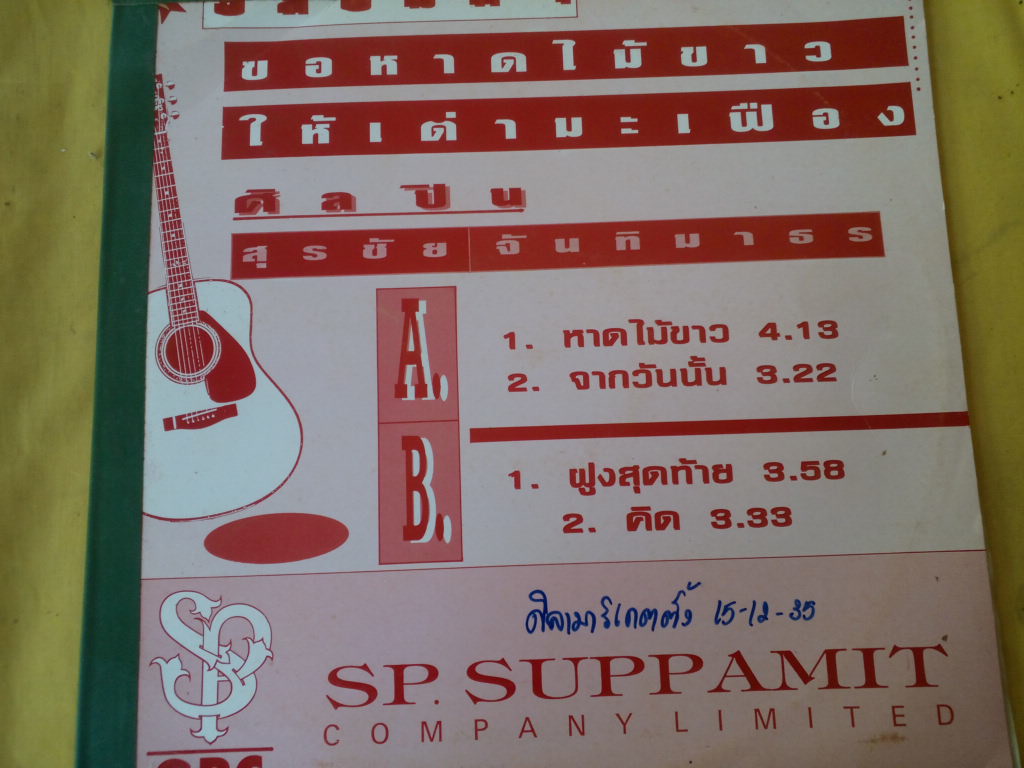 ขอหาดไม้ขาว
ให้เต่ามะเฟือง
ศิลปิน
สุรชัย จันทิมาธร
A.
1. หาดไม้ขาว 4.13
2. จากวันนั้น 3.22
B.
1. ฝูงสุดท้าย 3.58
2. คิด 3.33
15-12-35
SP. SUPPAMIT
COMPANY LIMITED